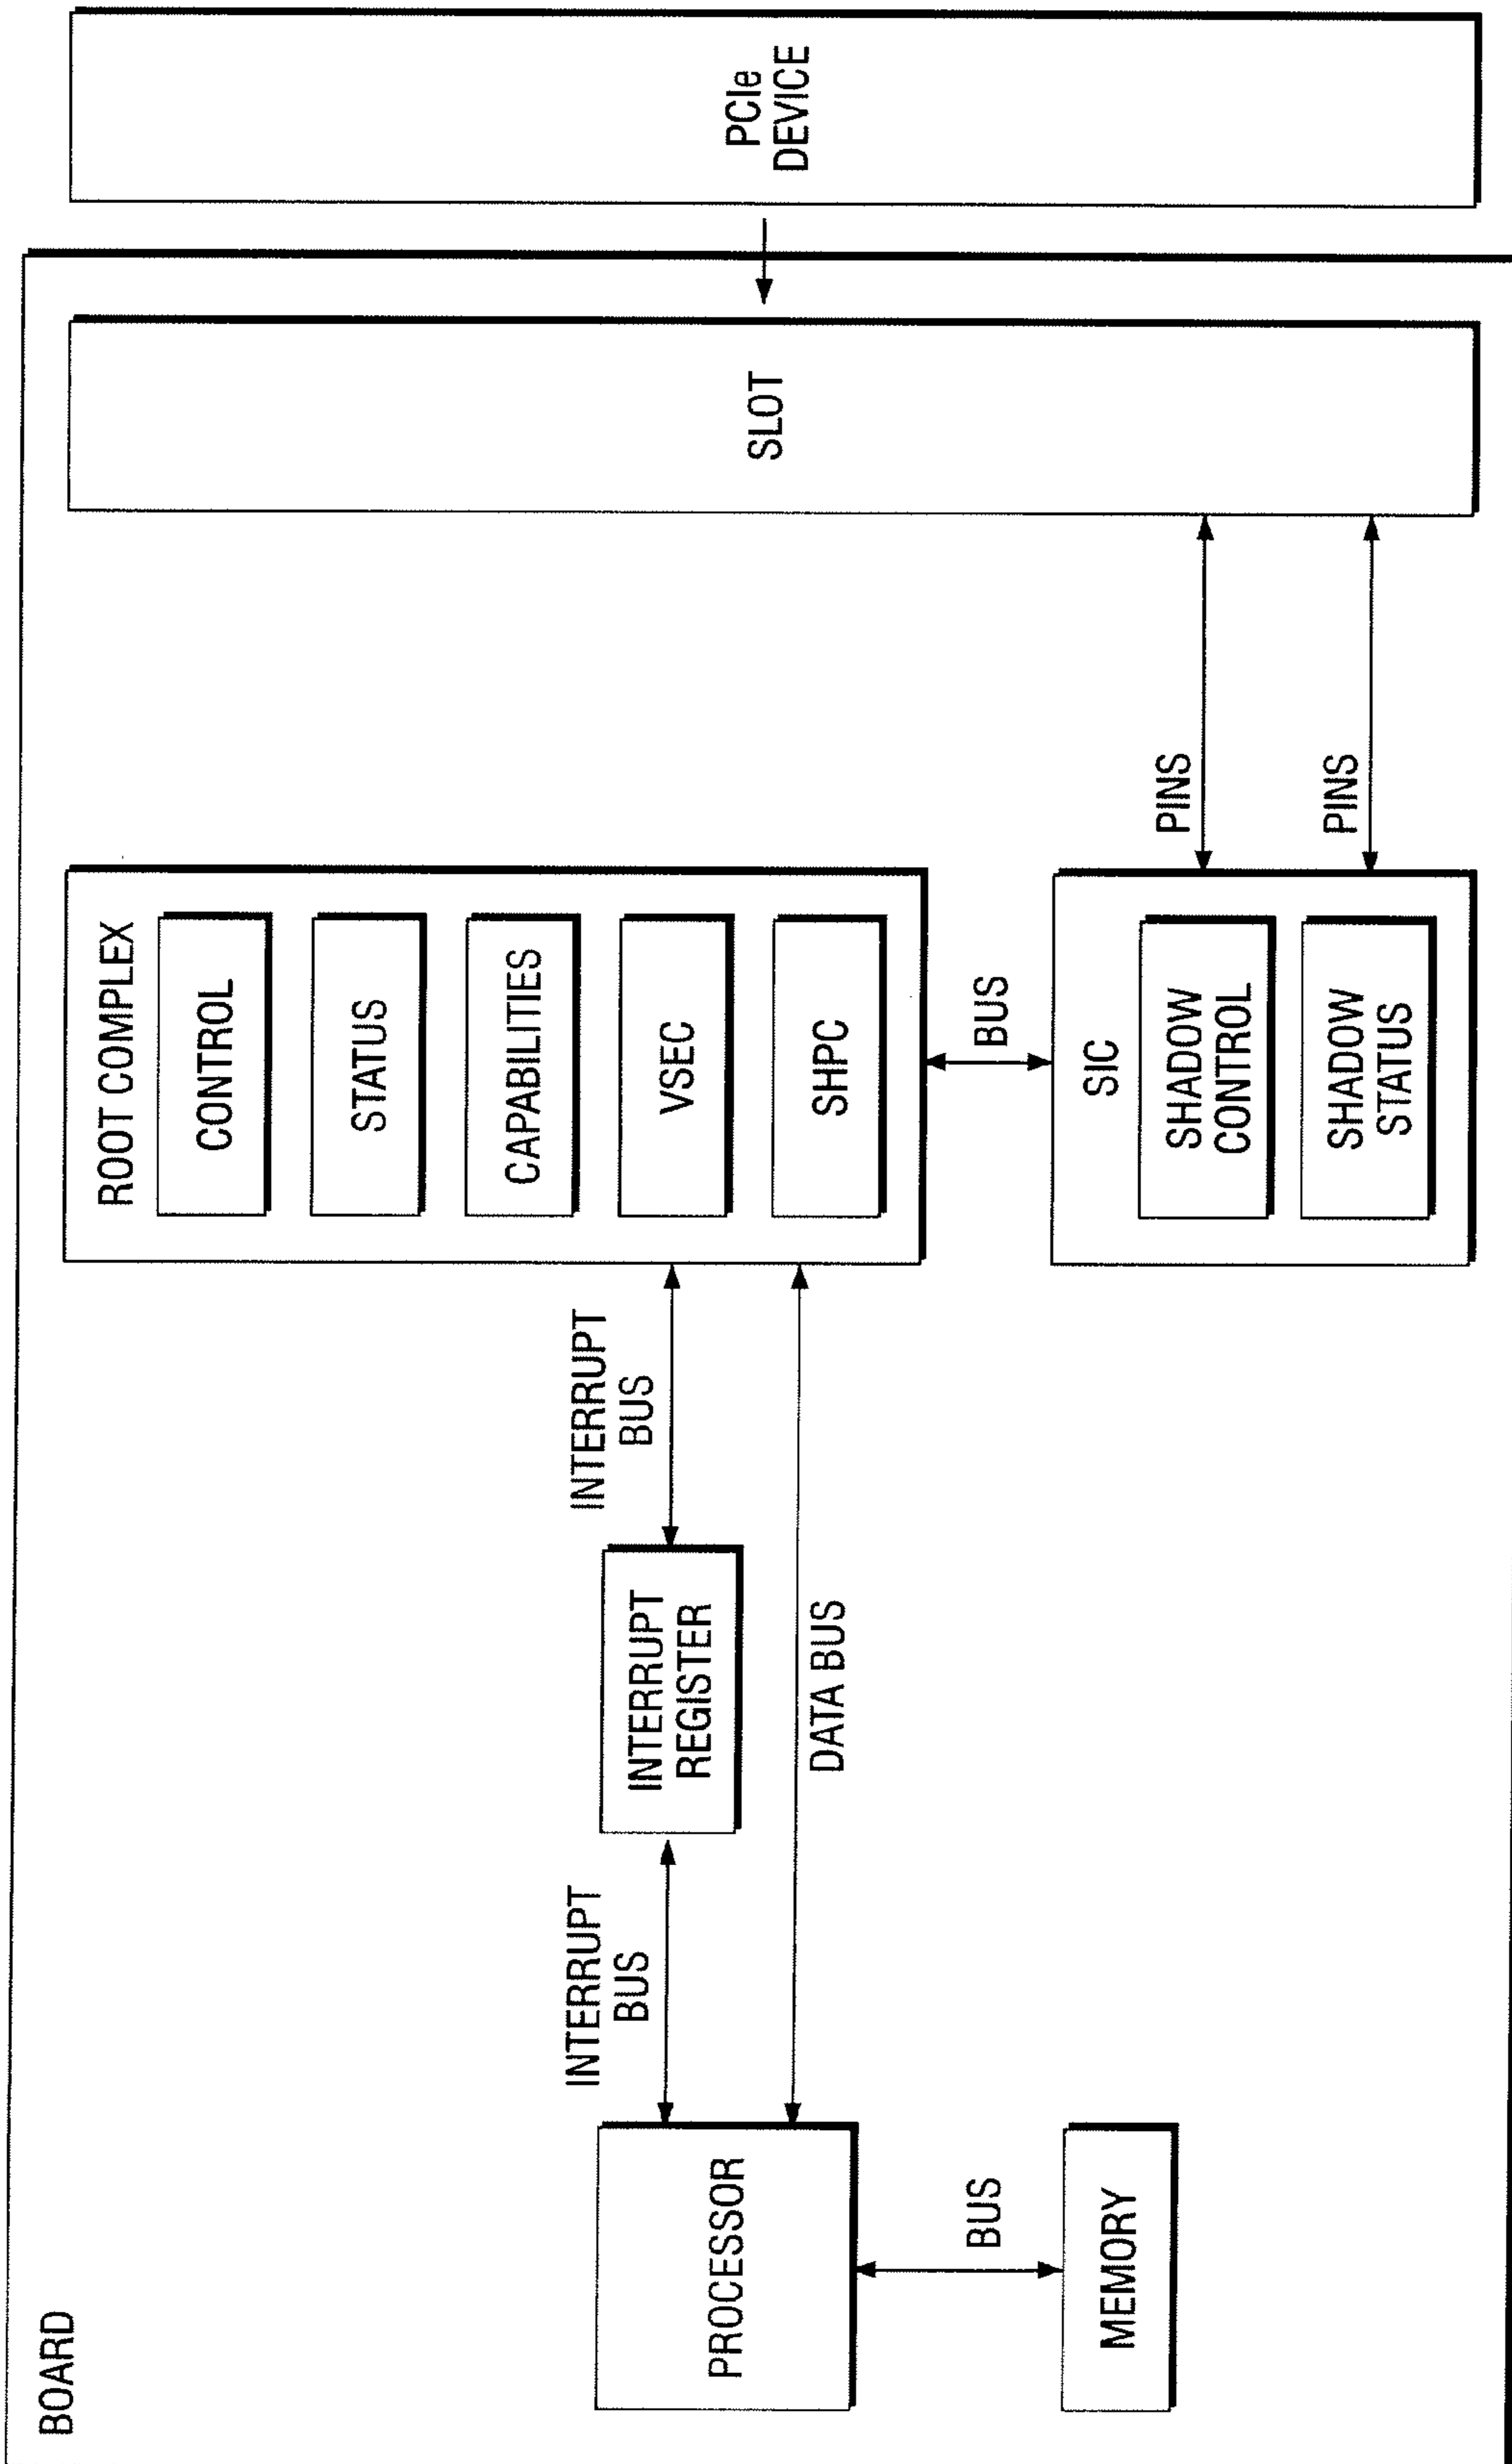 BOARD
PROCESSOR
BUS
MEMORY
INTERRUPT
BUS
INTERRUPT
REGISTER
INTERRUPT
BUS
DATA BUS
ROOT COMPLEX
CONTROL
STATUS
CAPABILITIES
VSEC
SHPC
BUS
SIC
SHADOW
CONTROL
SHADOW
STATUS
PINS
PINS
SLOT
PCIe
DEVICE